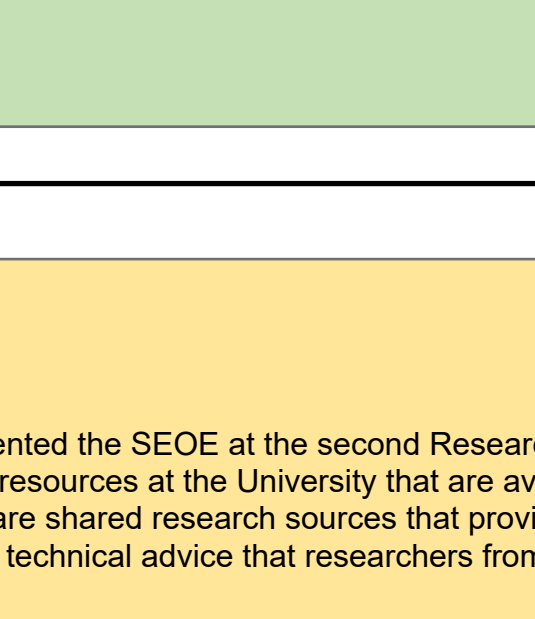 ented the SEOE at the second Resear
resources at the University that are av
are shared research sources that provi
technical advice that researchers from